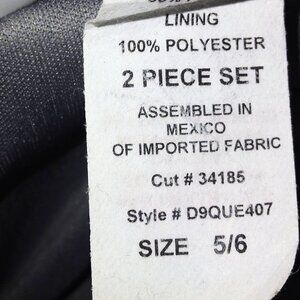 LINING
100% POLYESTER
2 PIECE SET
ASSEMBLED IN
MEXICO
OF IMPORTED FABRIC
Cut # 34185
Style # D9QUE407
SIZE 5/6